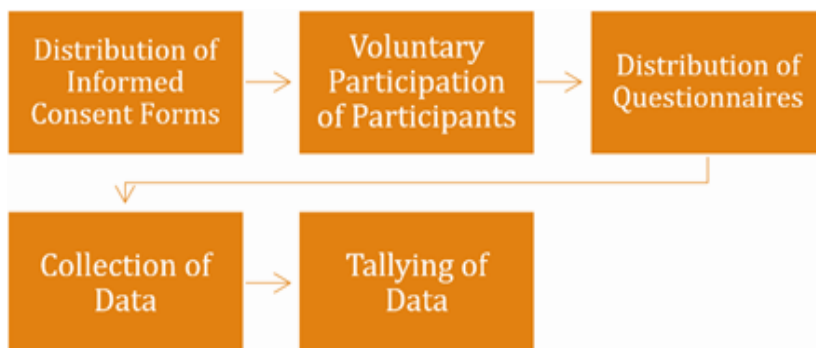 Distribution of
Informed
Consent Forms
Voluntary
Participation
of Participants
Distribution of
Questionnaires
Collection of
Data
Tallying of
Data